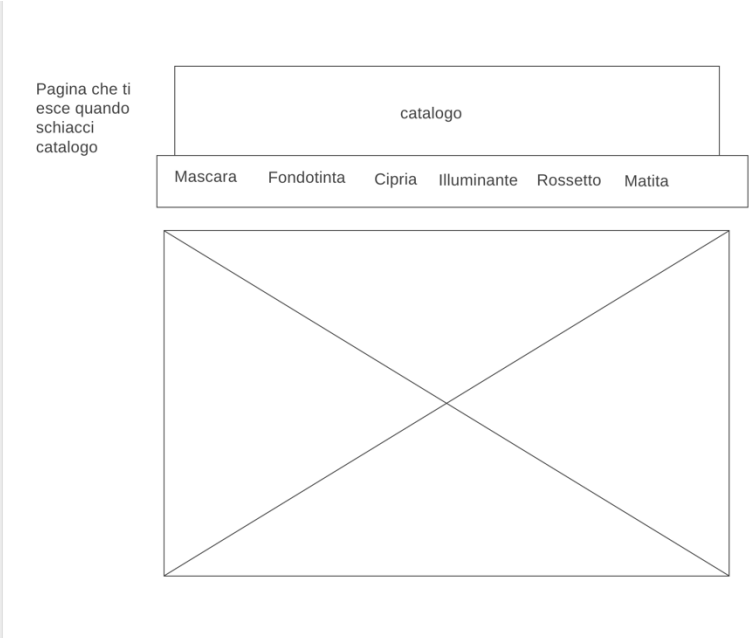 Pagina che ti
esce quando
schiacci
catalogo
catalogo
Mascara Fondotinta Cipria Illuminante Rossetto Matita